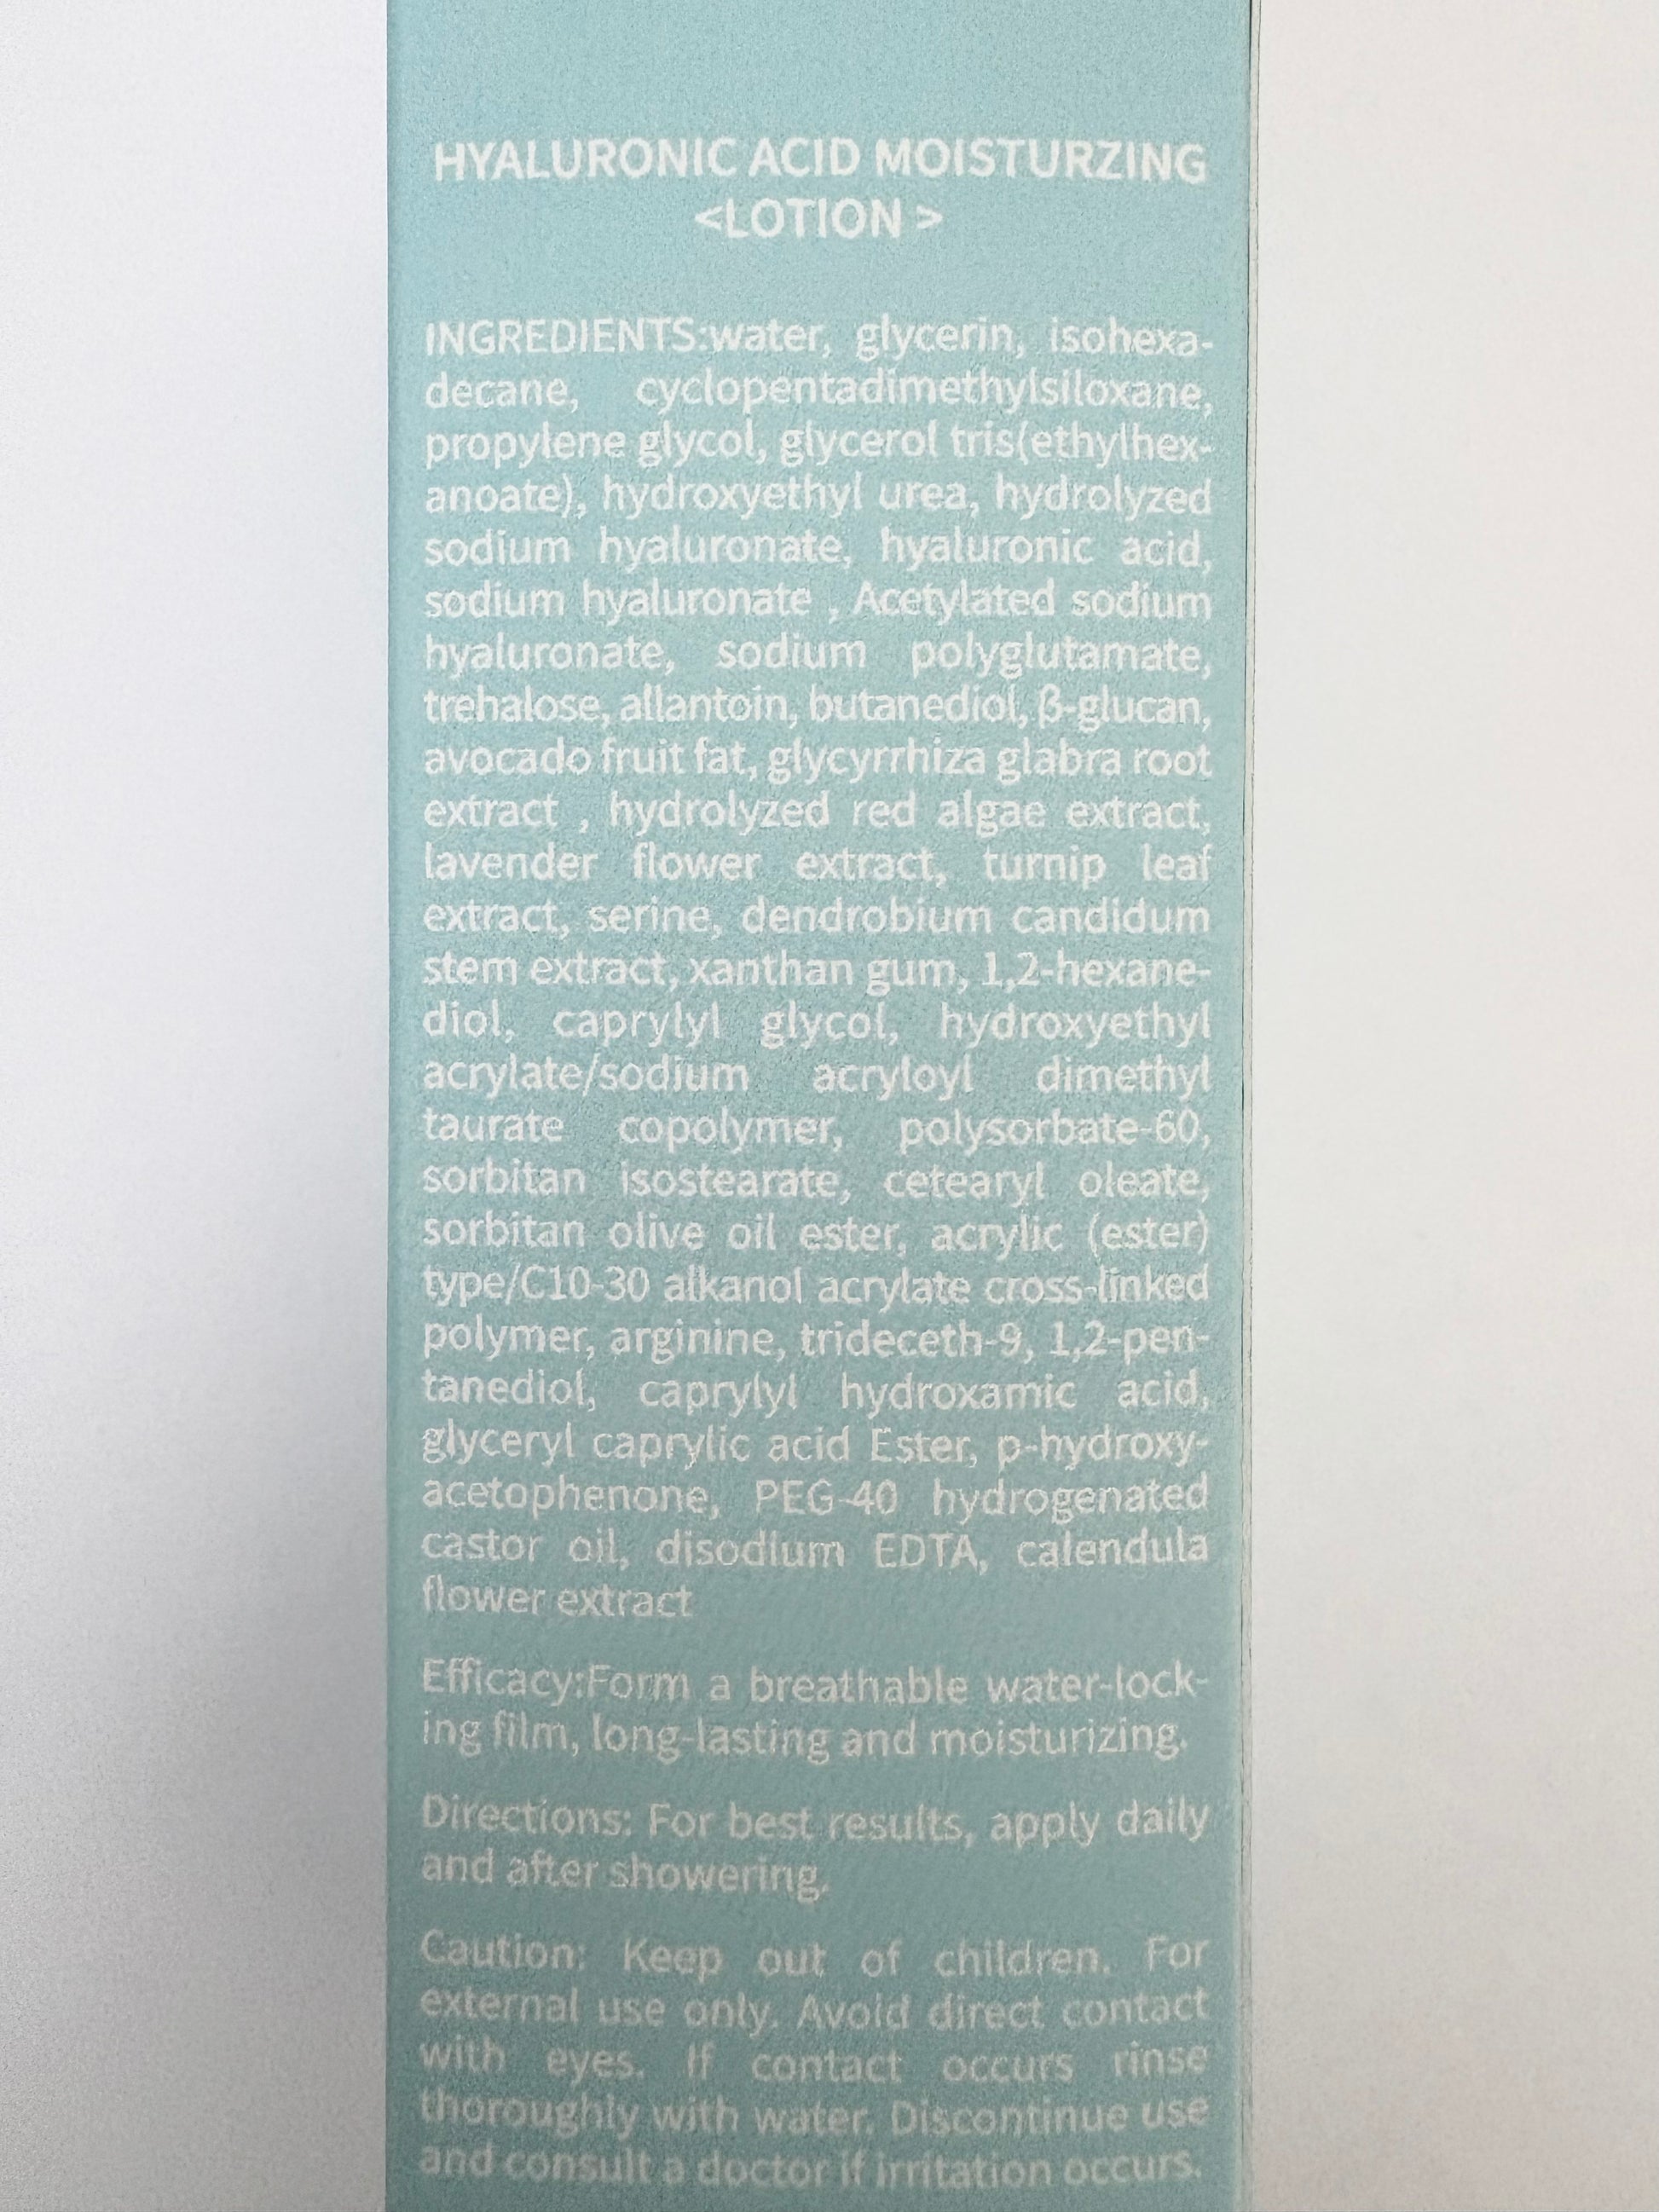 HYALURONIC ACID MOISTURZING
<LOTION >
INGREDIENTS:water, glycerin, isohexa-
decane, cyclopentadimethylsiloxane,
propylene glycol, glycerol tris(ethylhex-
anoate), hydroxyethyl urea, hydrolyzed
sodium hyaluronate, hyaluronic acid,
sodium hyaluronate , Acetylated sodium
hyaluronate, sodium polyglutamate,
trehalose, allantoin, butanediol, β-glucan,
avocado fruit fat, glycyrrhiza glabra root
extract , hydrolyzed red algae extract,
lavender flower extract, turnip leaf
extract, serine, dendrobium candidum
stem extract, xanthan gum, 1,2-hexane-
diol, caprylyl glycol, hydroxyethyl
acrylate/sodium acryloyl dimethyl
taurate copolymer, polysorbate-60,
sorbitan isostearate, cetearyl oleate,
sorbitan olive oil ester, acrylic (ester)
type/C10-30 alkanol acrylate cross-linked
polymer, arginine, trideceth-9, 1,2-pen-
tanediol, caprylyl hydroxamic acid,
glyceryl caprylic acid Ester, p-hydroxy-
acetophenone, PEG-40 hydrogenated
castor oil, disodium EDTA, calendula
flower extract
Efficacy:Form a breathable water-lock-
ing film, long-lasting and moisturizing.
Directions: For best results, apply daily
and after showering.
Caution: Keep out of children. For
external use only. Avoid direct contact
with eyes. If contact occurs rinse
thoroughly with water. Discontinue use
and consult a doctor if irritation occurs.